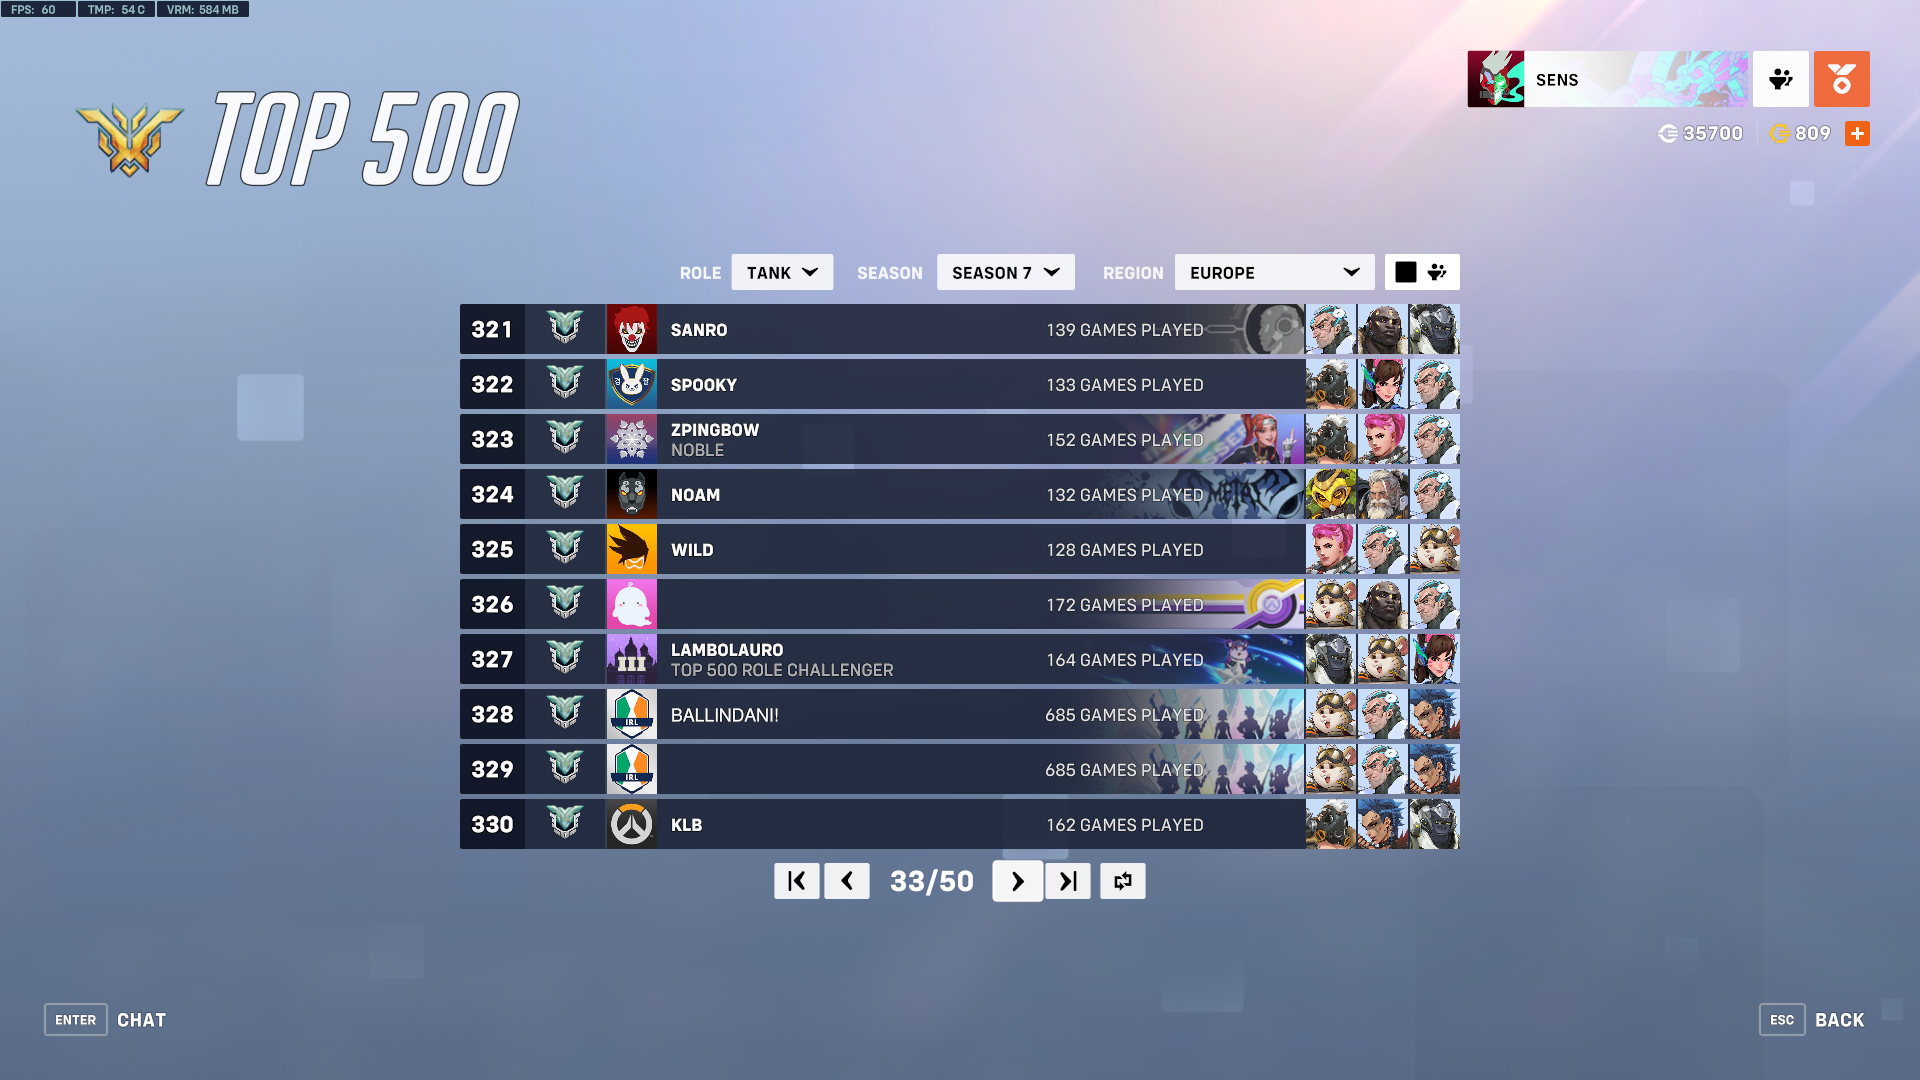 FPS: 60 TMP: 54 C VRM: 584 MB
TOP 500
SENS
35700 809
ROLE TANK SEASON SEASON 7 REGION EUROPE
321 SANRO 139 GAMES PLAYED
322 SPOOKY 133 GAMES PLAYED
323 ZPINGBOW 152 GAMES PLAYED
NOBLE
324 NOAM 132 GAMES PLAYED
METAL
325 WILD 128 GAMES PLAYED
326 172 GAMES PLAYED
327 III LAMBOLAURO 164 GAMES PLAYED
TOP 500 ROLE CHALLENGER
328 IRL BALLINDANI! 685 GAMES PLAYED
329 IRL 685 GAMES PLAYED
330 KLB 162 GAMES PLAYED
33/50
ENTER CHAT
ESC BACK